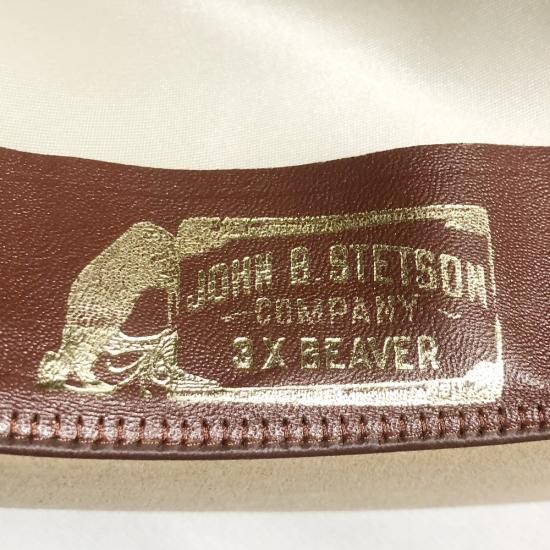 JOHN B. STETSON
- COMPANY -
3X BEAVER